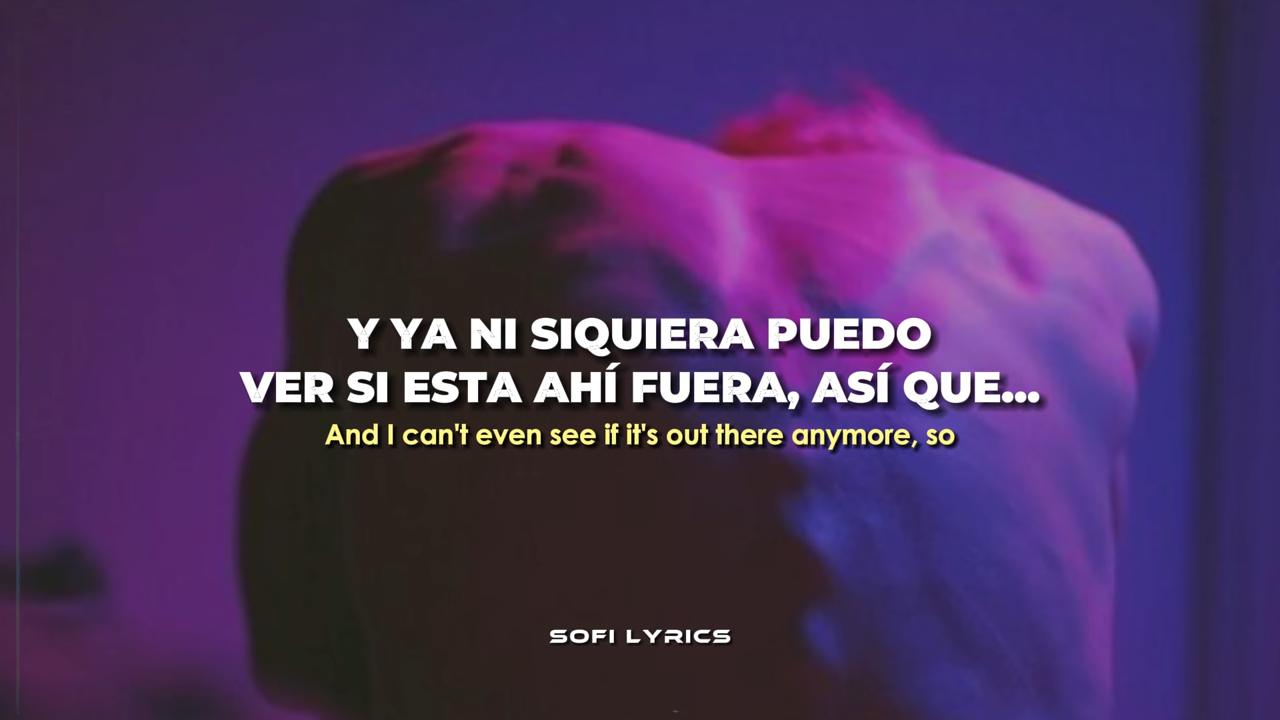 Y YA NI SIQUIERA PUEDO
VER SI ESTA AHÍ FUERA, ASÍ QUE...
And I can't even see if it's out there anymore, so
SOFI LYRICS